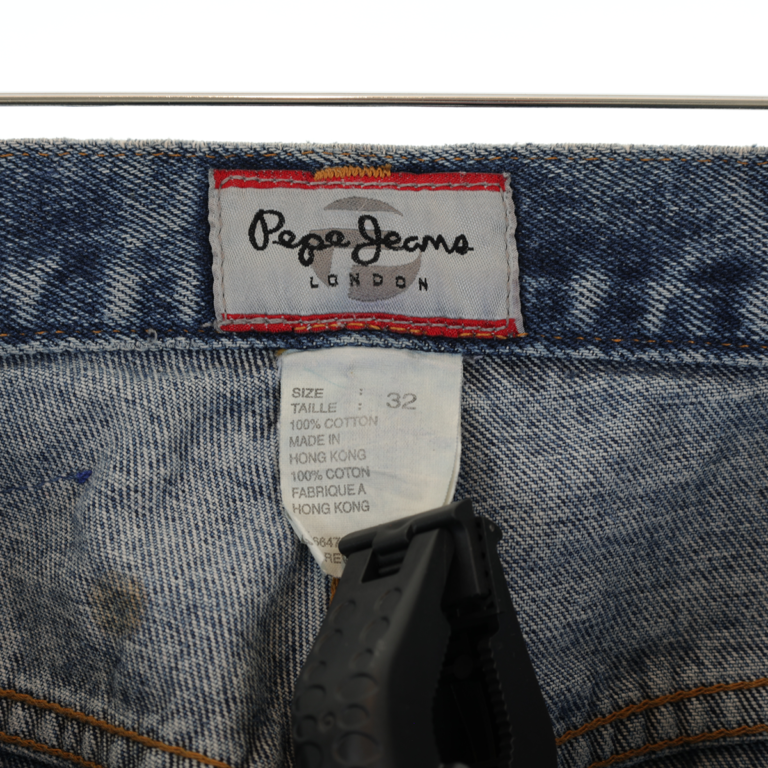 Pepe Jeans
LONDON
SIZE :
TAILLE : 32
100% COTTON
MADE IN
HONG KONG
100% COTON
FABRIQUE A
HONG KONG